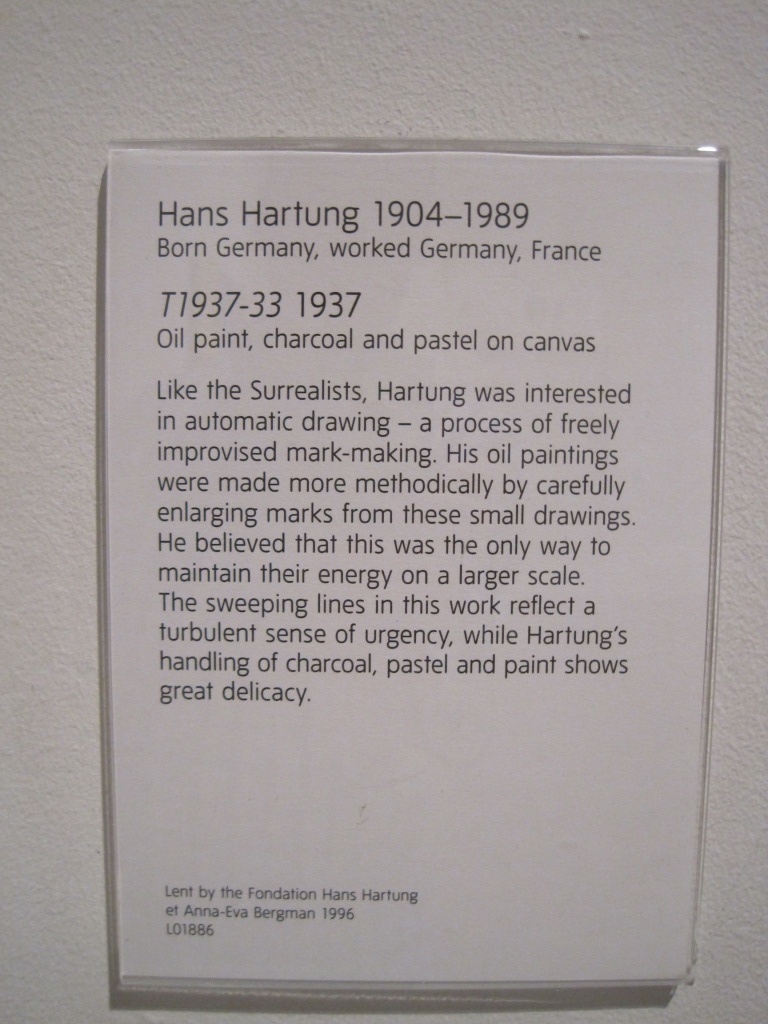 Hans Hartung 1904–1989
Born Germany, worked Germany, France
T1937-33 1937
Oil paint, charcoal and pastel on canvas
Like the Surrealists, Hartung was interested
in automatic drawing – a process of freely
improvised mark-making. His oil paintings
were made more methodically by carefully
enlarging marks from these small drawings.
He believed that this was the only way to
maintain their energy on a larger scale.
The sweeping lines in this work reflect a
turbulent sense of urgency, while Hartung's
handling of charcoal, pastel and paint shows
great delicacy.
Lent by the Fondation Hans Hartung
et Anna-Eva Bergman 1996
L01886